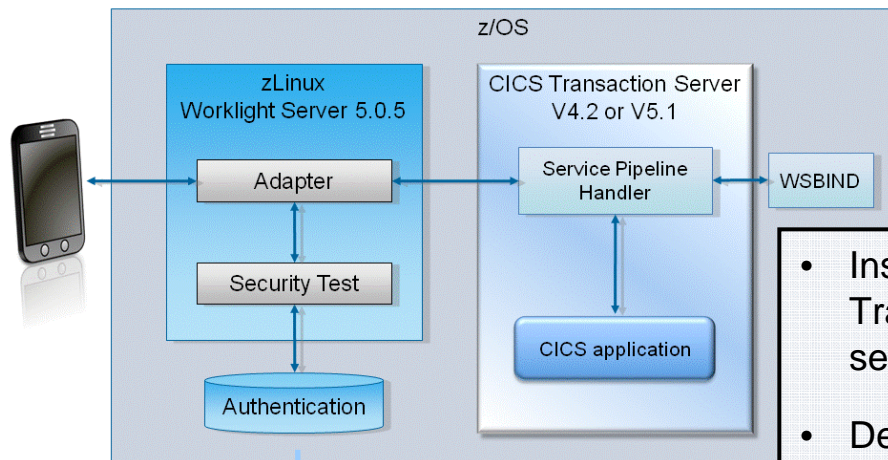 z/OS
zLinux
Worklight Server 5.0.5
CICS Transaction Server
V4.2 or V5.1
Adapter
Service Pipeline
Handler
WSBIND
Security Test
CICS application
Authentication
•
•